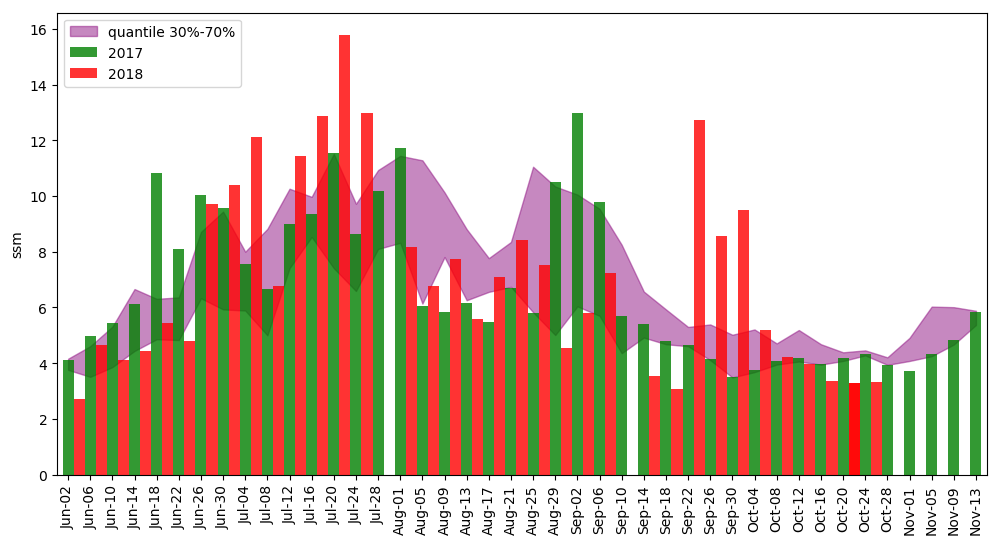 quantile 30%-70%
2017
2018
ssm
16
14
12
10
8
6
4
2
0
Jun-02
Jun-06
Jun-10
Jun-14
Jun-18
Jun-22
Jun-26
Jun-30
Jul-04
Jul-08
Jul-12
Jul-16
Jul-20
Jul-24
Jul-28
Aug-01
Aug-05
Aug-09
Aug-13
Aug-17
Aug-21
Aug-25
Aug-29
Sep-02
Sep-06
Sep-10
Sep-14
Sep-18
Sep-22
Sep-26
Sep-30
Oct-04
Oct-08
Oct-12
Oct-16
Oct-20
Oct-24
Oct-28
Nov-01
Nov-05
Nov-09
Nov-13